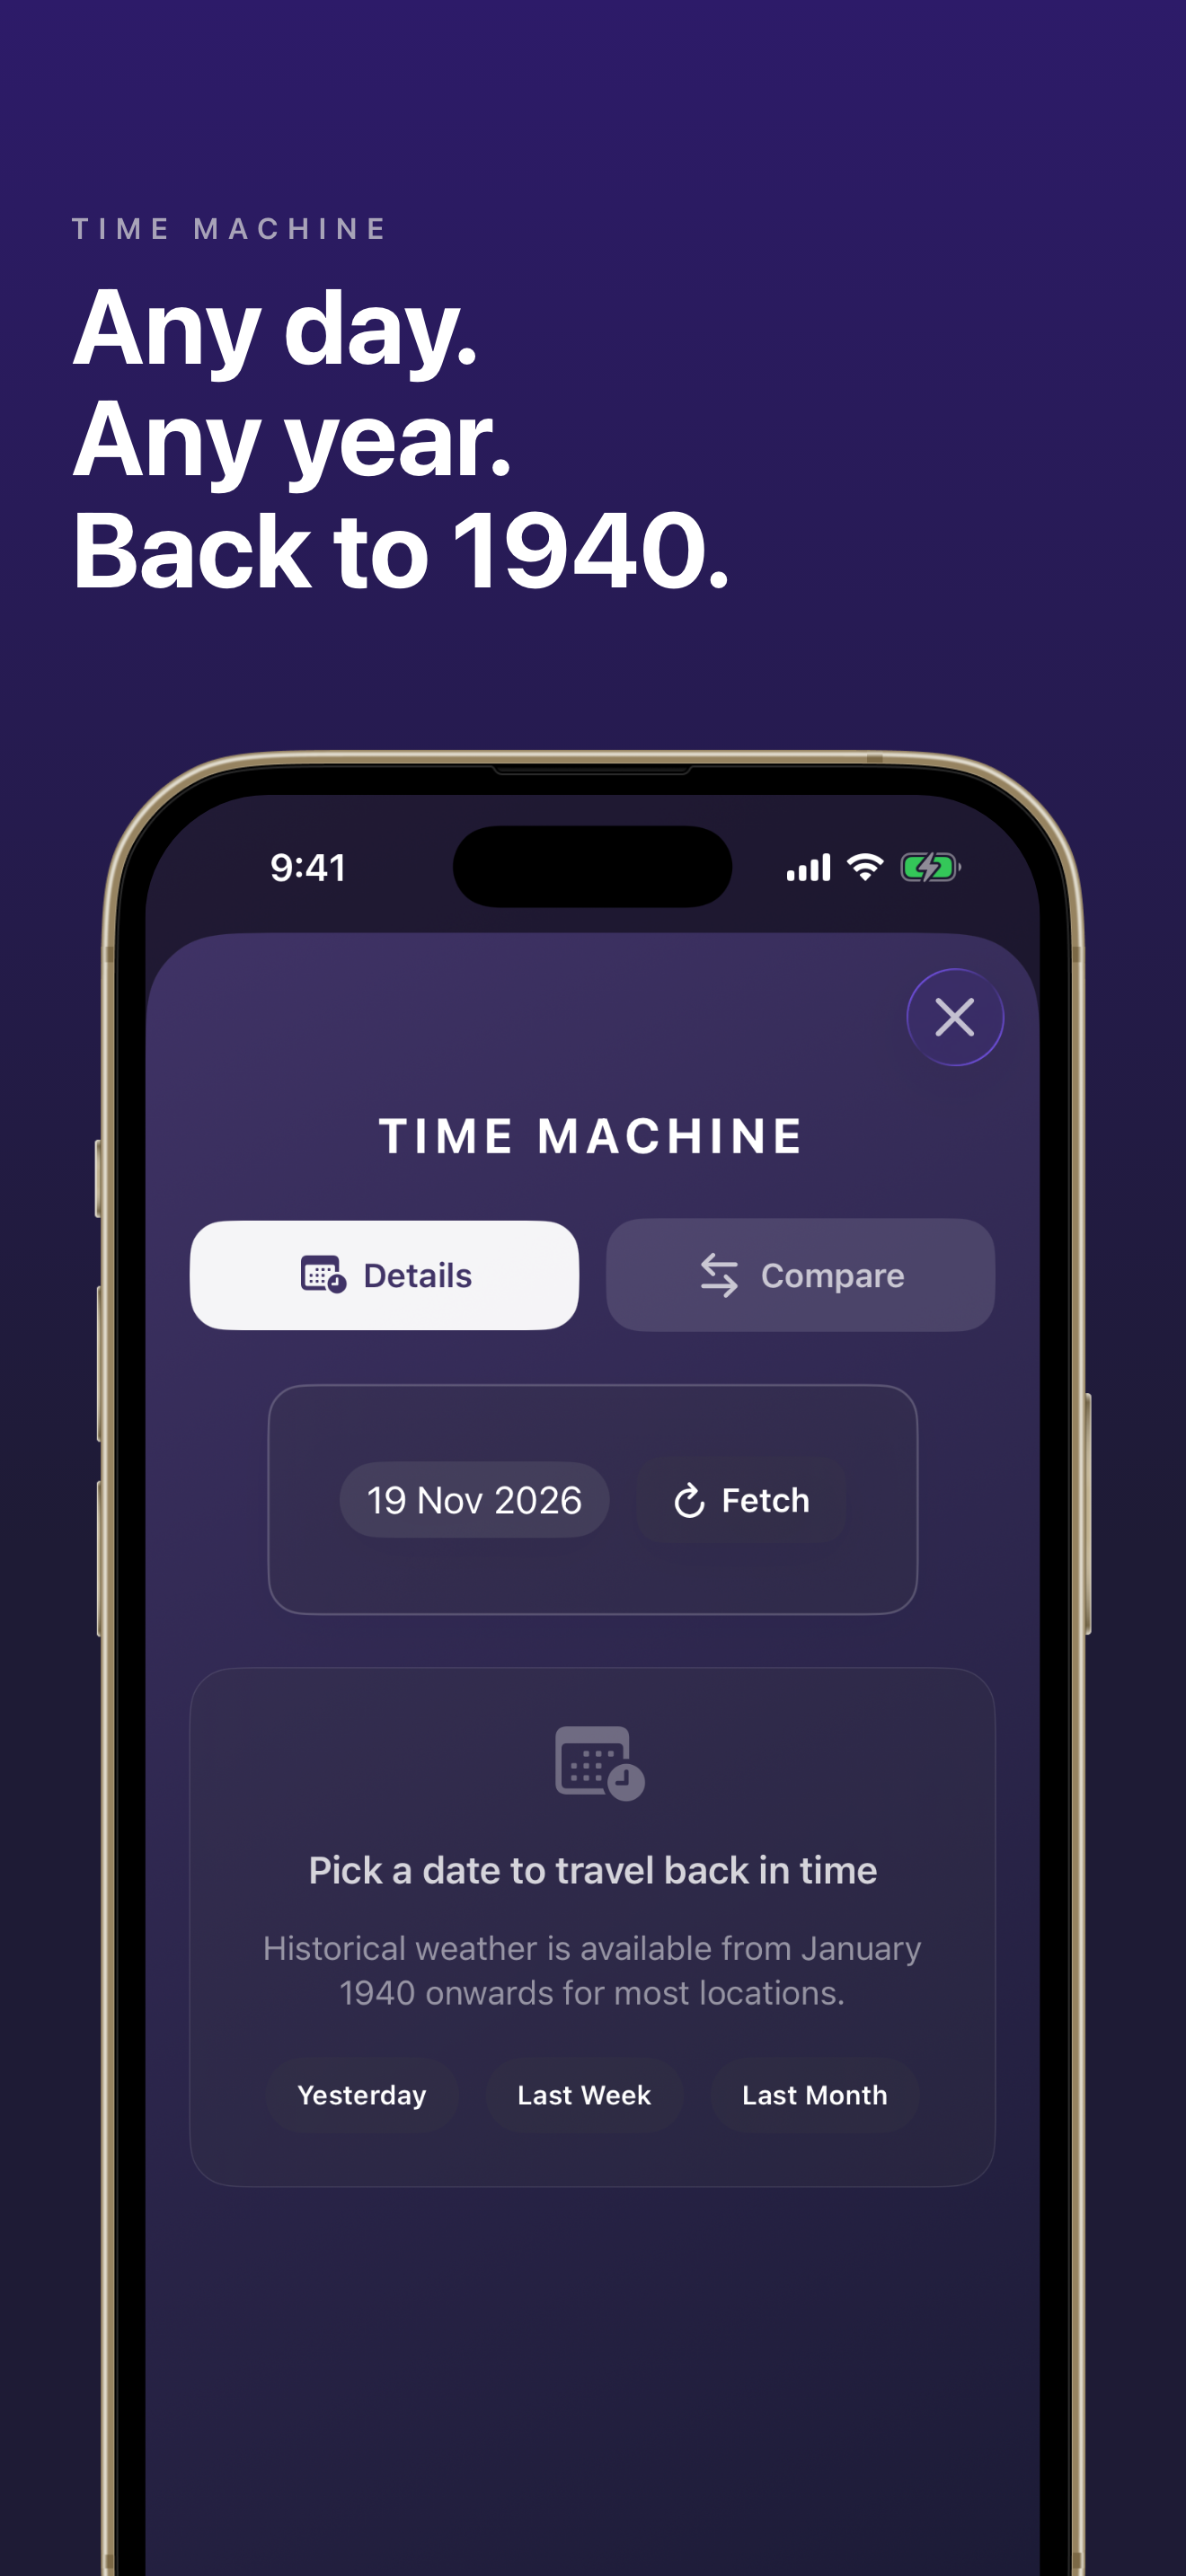 TIME MACHINE
Any day.
Any year.
Back to 1940.
9:41
TIME MACHINE
Details
Compare
19 Nov 2026
Fetch
Pick a date to travel back in time
Historical weather is available from January
1940 onwards for most locations.
Yesterday
Last Week
Last Month